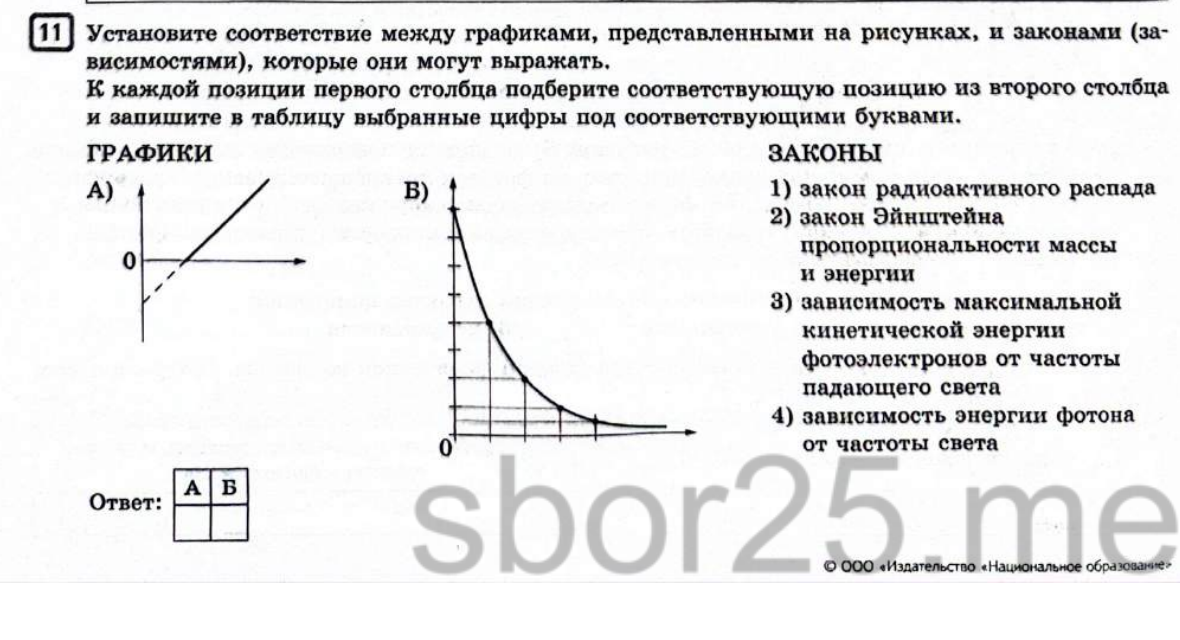 11 Установите соответствие между графиками, представленными на рисунках, и законами (за-
висимостями), которые они могут выражать.
К каждой позиции первого столбца подберите соответствующую позицию из второго столбца
и запишите в таблицу выбранные цифры под соответствующими буквами.
ГРАФИКИ
А)
0
Б)
0
ЗАКОНЫ
1) закон радиоактивного распада
2) закон Эйнштейна
пропорциональности массы
и энергии
3) зависимость максимальной
кинетической энергии
фотоэлектронов от частоты
падающего света
4) зависимость энергии фотона
от частоты света
Ответ:
А Б
sbor25.me
© ООО «Издательство «Национальное образование»